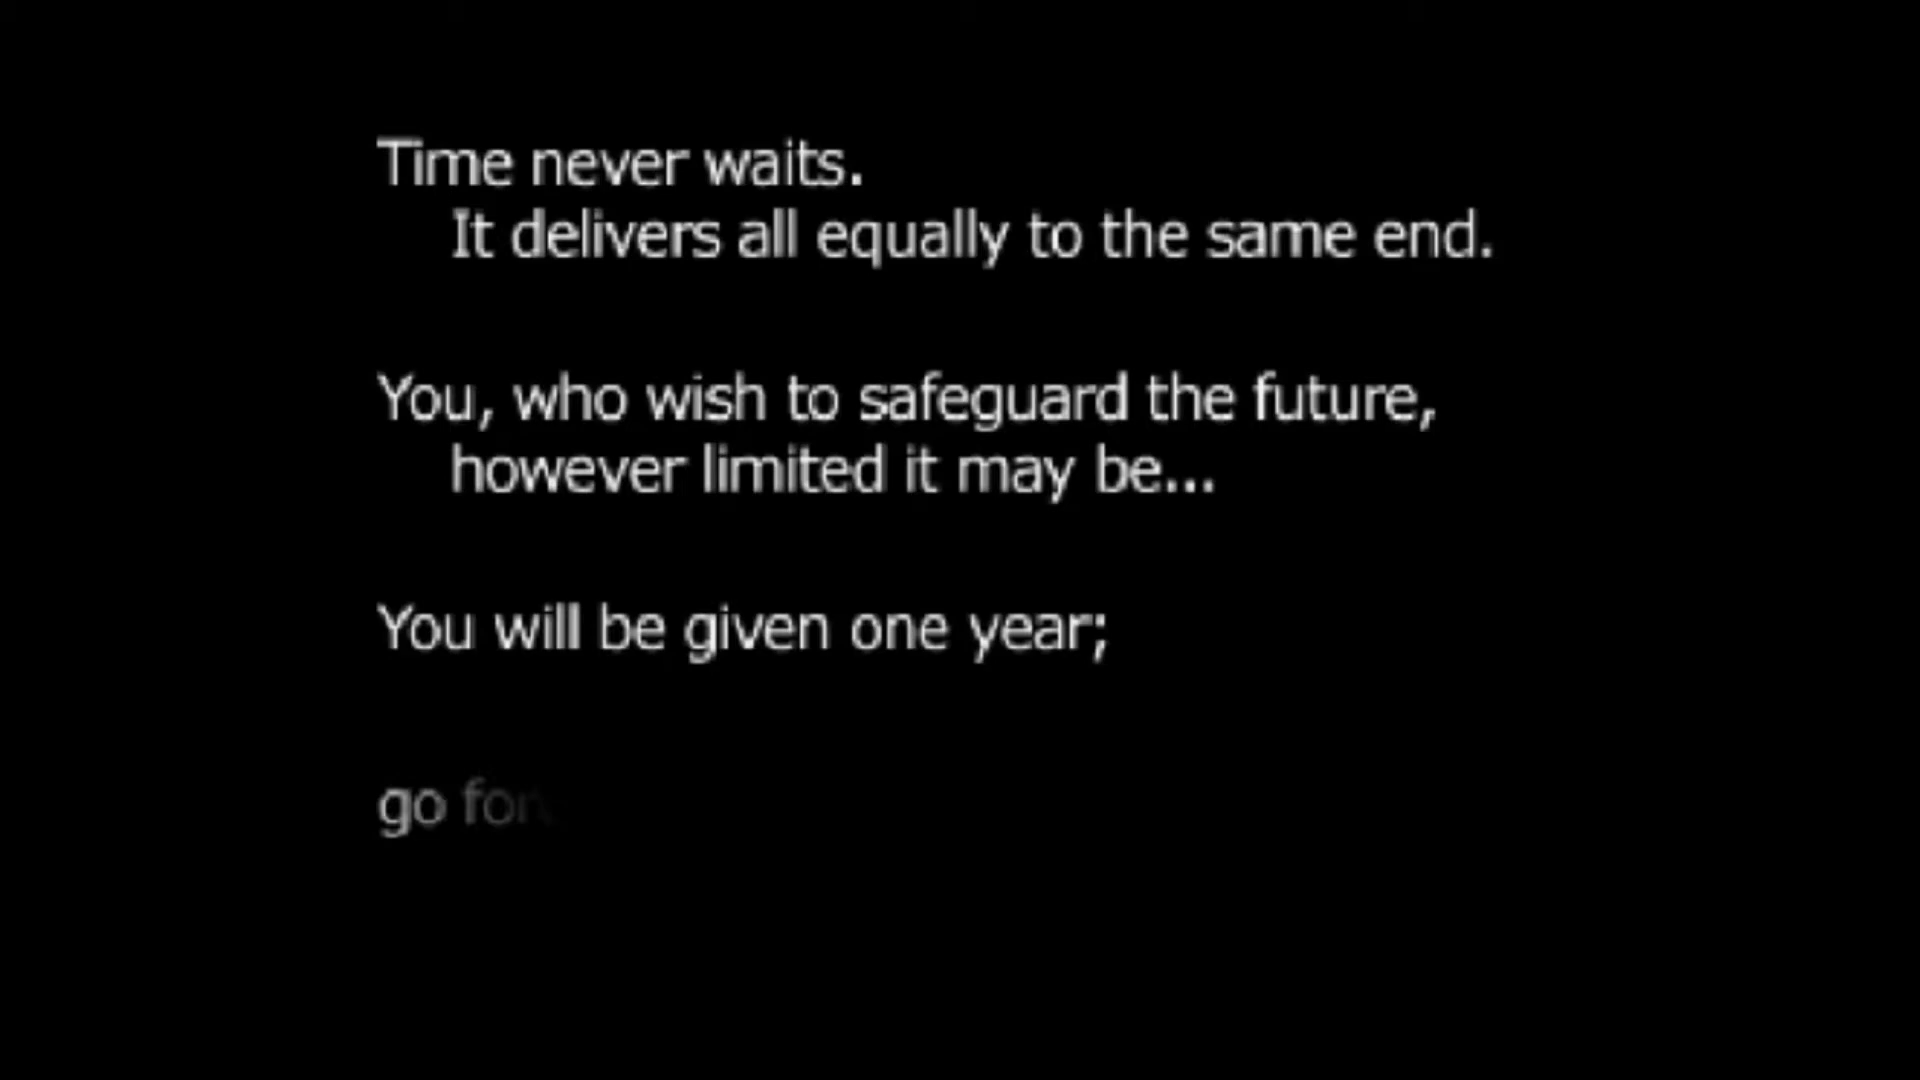 Time never waits.
It delivers all equally to the same end.
You, who wish to safeguard the future,
however limited it may be...
You will be given one year;
go